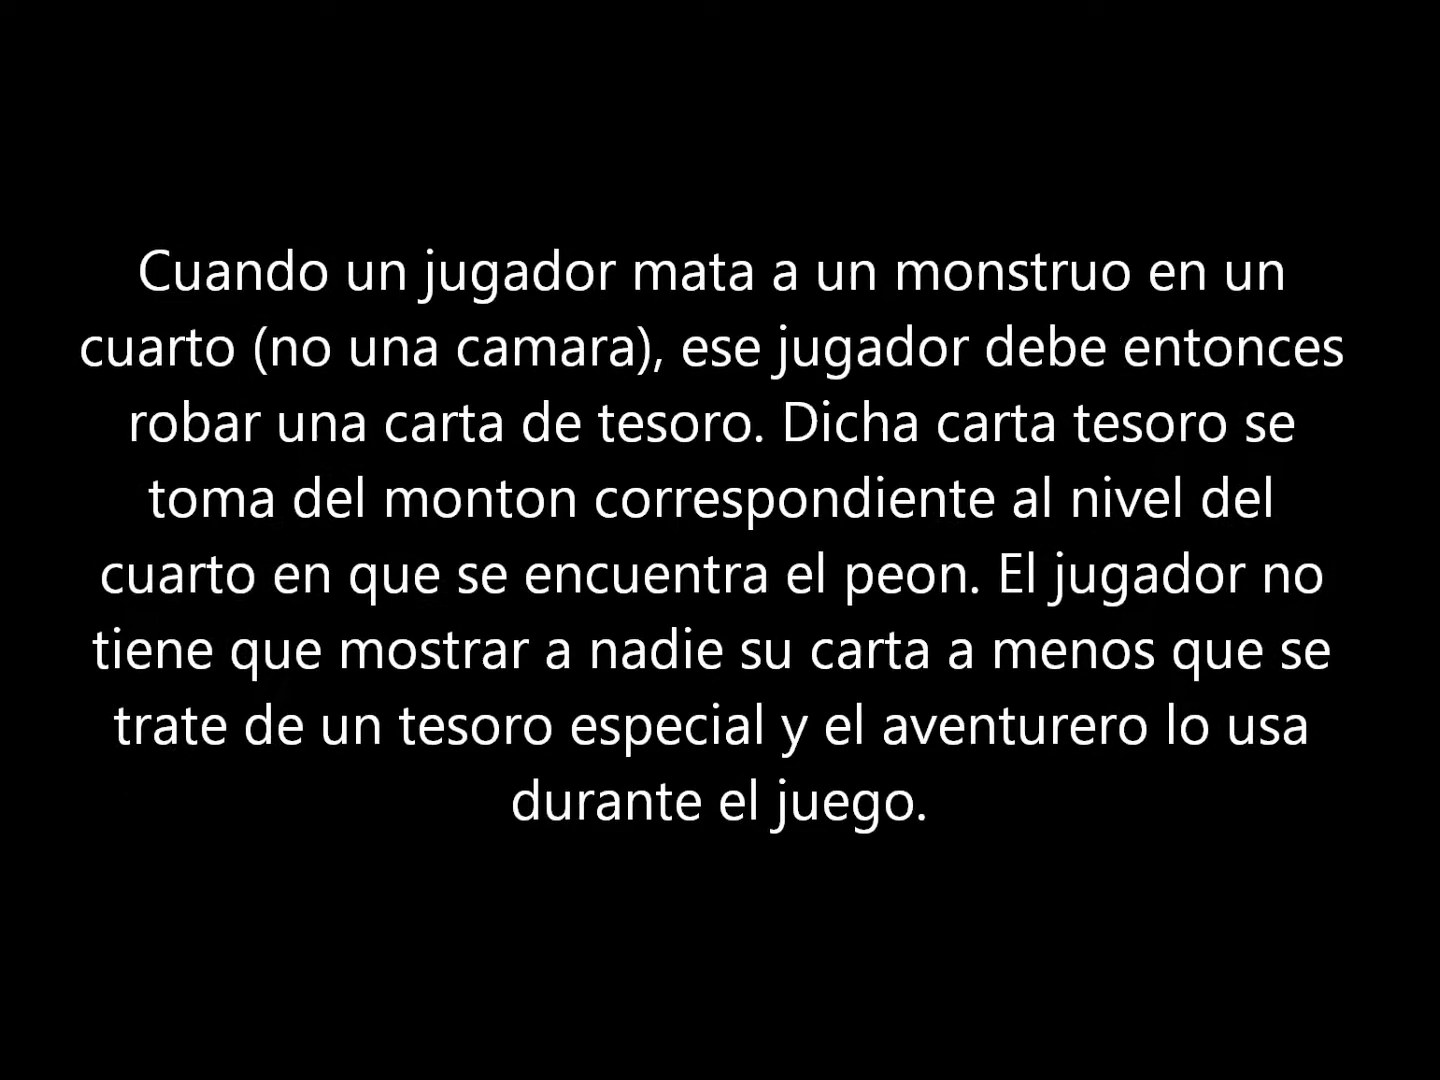 Cuando un jugador mata a un monstruo en un
cuarto (no una camara), ese jugador debe entonces
robar una carta de tesoro. Dicha carta tesoro se
toma del monton correspondiente al nivel del
cuarto en que se encuentra el peon. El jugador no
tiene que mostrar a nadie su carta a menos que se
trate de un tesoro especial y el aventurero lo usa
durante el juego.